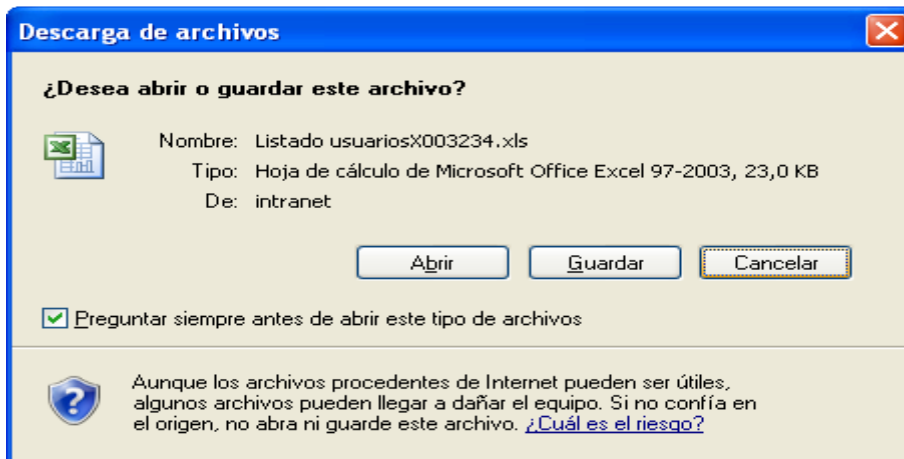 Descarga de archivos
¿Desea abrir o guardar este archivo?
Nombre: Listado usuariosX003234.xls
Tipo: Hoja de cálculo de Microsoft Office Excel 97-2003, 23,0 KB
De: intranet
Abrir Guardar Cancelar
Preguntar siempre antes de abrir este tipo de archivos
Aunque los archivos procedentes de Internet pueden ser útiles,
algunos archivos pueden llegar a dañar el equipo. Si no confía en
el origen, no abra ni guarde este archivo. ¿Cuál es el riesgo?